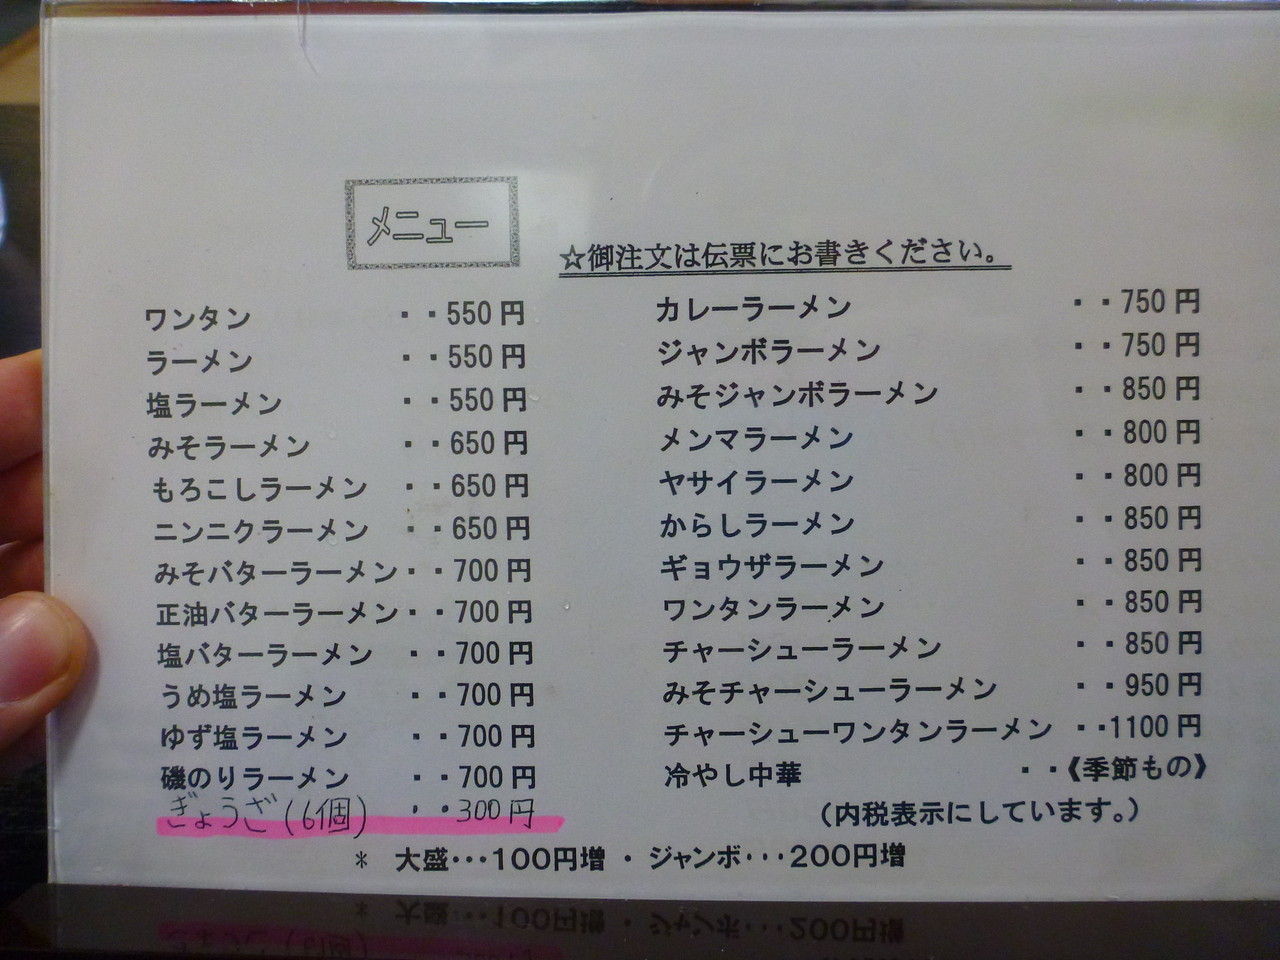 メニュー
☆御注文は伝票にお書きください。
ワンタン ・・550円
ラーメン ・・550円
塩ラーメン ・・550円
みそラーメン ・・650円
もろこしラーメン ・・650円
ニンニクラーメン ・・650円
みそバターラーメン・・700円
正油バターラーメン・・700円
塩バターラーメン ・・700円
うめ塩ラーメン ・・700円
ゆず塩ラーメン ・・700円
磯のりラーメン ・・700円
ぎょうざ(6個) ・・300円
カレーラーメン ・・750円
ジャンボラーメン ・・750円
みそジャンボラーメン ・・850円
メンマラーメン ・・800円
ヤサイラーメン ・・800円
からしラーメン ・・850円
ギョウザラーメン ・・850円
ワンタンラーメン ・・850円
チャーシューラーメン ・・850円
みそチャーシューラーメン ・・950円
チャーシューワンタンラーメン ・・1100円
冷やし中華 ・・《季節もの》
(内税表示にしています。)
* 大盛・・・100円増 ・ ジャンボ・・・200円増